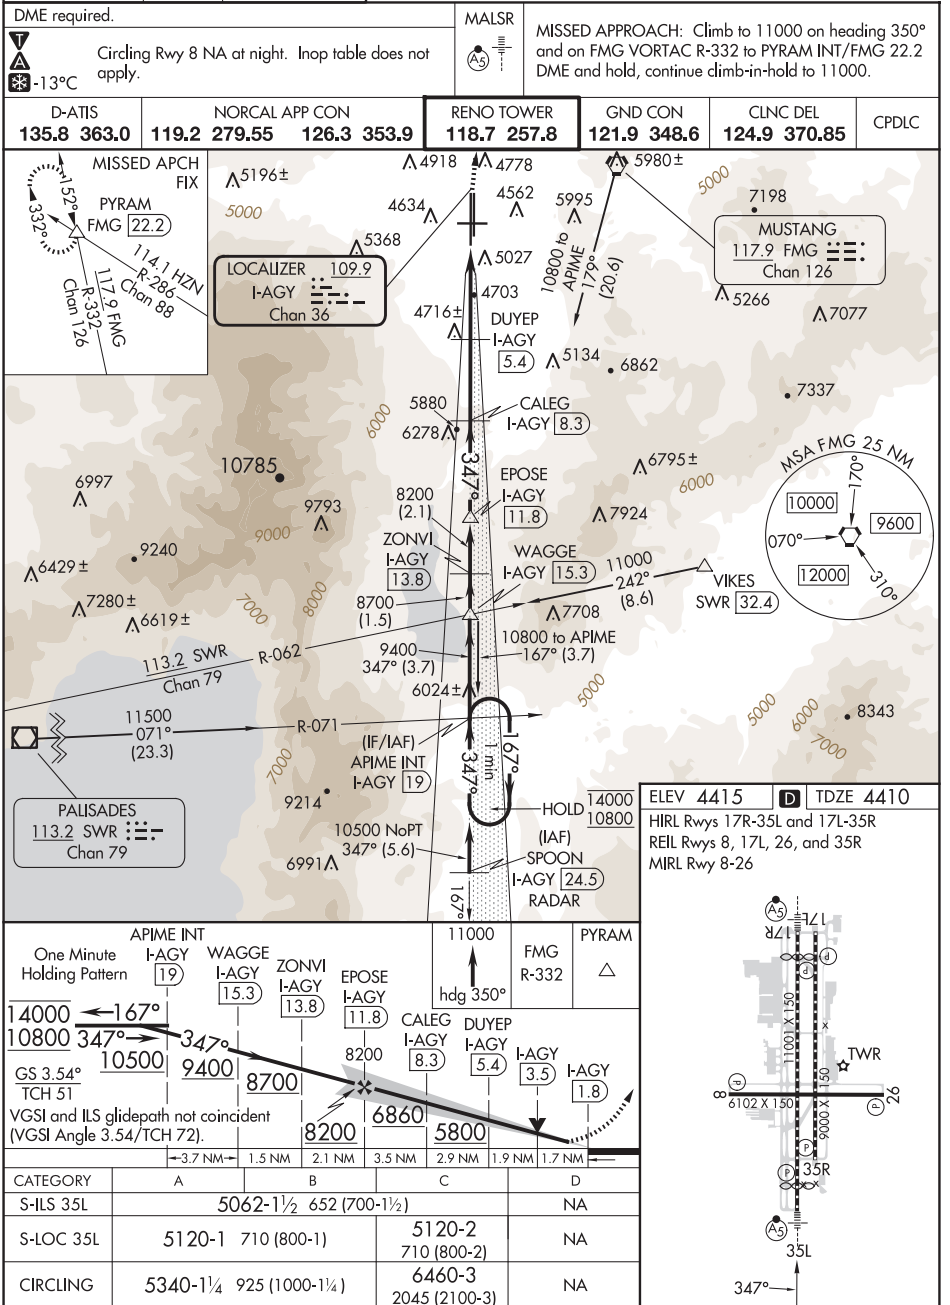 DME required.
Circling Rwy 8 NA at night. Inop table does not
apply.
-13°C
MALSR
A5
MISSED APPROACH: Climb to 11000 on heading 350°
and on FMG VORTAC R-332 to PYRAM INT/FMG 22.2
DME and hold, continue climb-in-hold to 11000.
D-ATIS
135.8 363.0
NORCAL APP CON
119.2 279.55 126.3 353.9
RENO TOWER
118.7 257.8
GND CON
121.9 348.6
CLNC DEL
124.9 370.85
CPDLC
MISSED APCH
FIX
PYRAM
FMG 22.2
152°
332°
114.1 HZN
R-286
Chan 88
117.9 FMG
R-332
Chan 126
5196±
5000
4918
4778
4634
4562
5995
5980±
5000
7198
5368
LOCALIZER 109.9
I-AGY
Chan 36
5027
4703
4716±
10800 to
APIME
179°
(20.6)
MUSTANG
117.9 FMG
Chan 126
5266
7077
DUYEP
I-AGY
5.4
5134
6862
7337
6000
5880
6278
CALEG
I-AGY 8.3
347°
10785
6997
9793
9000
9240
6429±
7280±
6619±
7000
8000
8200
(2.1)
EPOSE
I-AGY
11.8
6795±
6000
7924
MSA FMG 25 NM
170°
10000
9600
070°
12000
310°
ZONVI
I-AGY
13.8
WAGGE
I-AGY 15.3
11000
242°
(8.6)
VIKES
SWR 32.4
8700
(1.5)
7708
10800 to APIME
167° (3.7)
9400
347° (3.7)
113.2 SWR
Chan 79
R-062
6024±
5000
5000
6000
7000
8343
11500
071°
(23.3)
R-071
(IF/IAF)
APIME INT
I-AGY 19
347°
1 min
167°
7000
9214
HOLD 14000
10800
PALISADES
113.2 SWR
Chan 79
10500 NoPT
347° (5.6)
(IAF)
SPOON
I-AGY 24.5
RADAR
6991
167°
ELEV 4415
D
TDZE 4410
HIRL Rwys 17R-35L and 17L-35R
REIL Rwys 8, 17L, 26, and 35R
MIRL Rwy 8-26
A5
17R
17L
P
P
P
11001 X 150
TWR
P
8
6102 X 150
26
P
9000 X 150
P
35R
P
A5
35L
347°
One Minute
Holding Pattern
APIME INT
I-AGY
19
WAGGE
I-AGY
15.3
ZONVI
I-AGY
13.8
EPOSE
I-AGY
11.8
CALEG
I-AGY
8.3
DUYEP
I-AGY
5.4
I-AGY
3.5
I-AGY
1.8
11000
hdg 350°
FMG
R-332
PYRAM
14000
10800
167°
347°
347°
10500
9400
8700
8200
8200
6860
5800
GS 3.54°
TCH 51
VGSI and ILS glidepath not coincident
(VGSI Angle 3.54/TCH 72).
3.7 NM
1.5 NM
2.1 NM
3.5 NM
2.9 NM
1.9 NM
1.7 NM
CATEGORY A B C D
S-ILS 35L 5062-1½ 652 (700-1½) NA
S-LOC 35L 5120-1 710 (800-1) 5120-2 710 (800-2) NA
CIRCLING 5340-1¼ 925 (1000-1¼) 6460-3 2045 (2100-3) NA